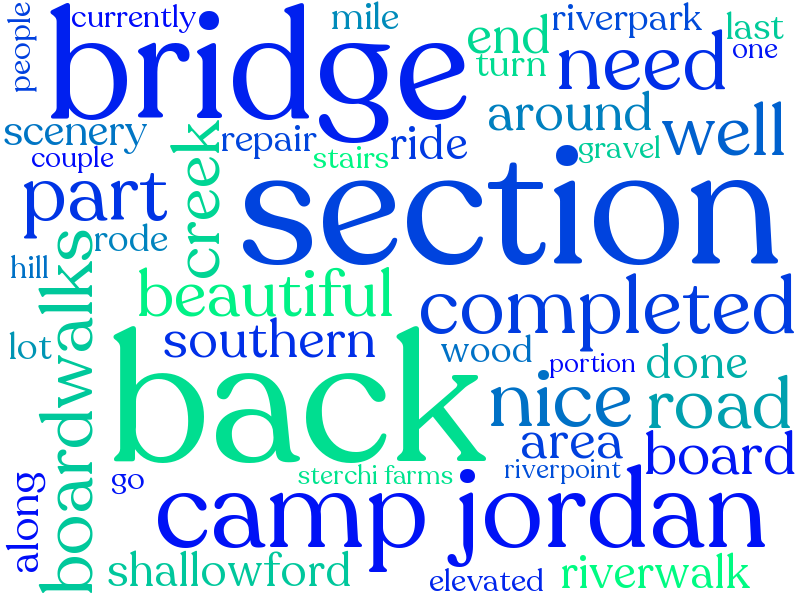 people
currently
bridge
mile
end
turn
riverpark
last
one
need
scenery
couple
creek
repair
stairs
ride
around
gravel
well
part
rode
section
hill
boardwalks
beautiful
completed
lot
southern
wood
portion
done
back
nice
road
area
board
along
go
sterchi farms
riverpoint
camp jordan
shallowford
elevated
riverwalk